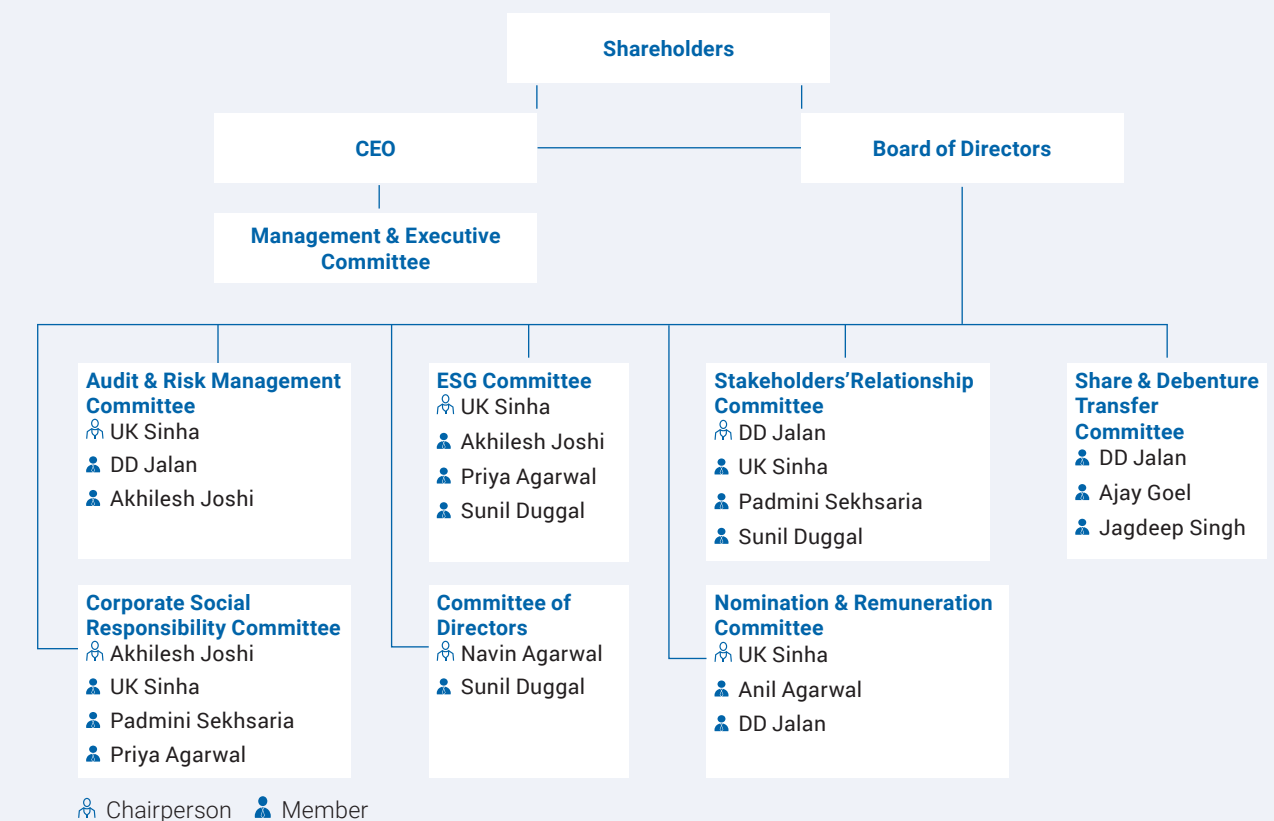 Shareholders
CEO
Board of Directors
Management & Executive
Committee
Audit & Risk Management
Committee
UK Sinha
DD Jalan
Akhilesh Joshi
ESG Committee
UK Sinha
Akhilesh Joshi
Priya Agarwal
Sunil Duggal
Stakeholders'Relationship
Committee
DD Jalan
UK Sinha
Padmini Sekhsaria
Sunil Duggal
Share & Debenture
Transfer
Committee
DD Jalan
Ajay Goel
Jagdeep Singh
Corporate Social
Responsibility Committee
Akhilesh Joshi
UK Sinha
Padmini Sekhsaria
Priya Agarwal
Committee of
Directors
Navin Agarwal
Sunil Duggal
Nomination & Remuneration
Committee
UK Sinha
Anil Agarwal
DD Jalan
Chairperson Member